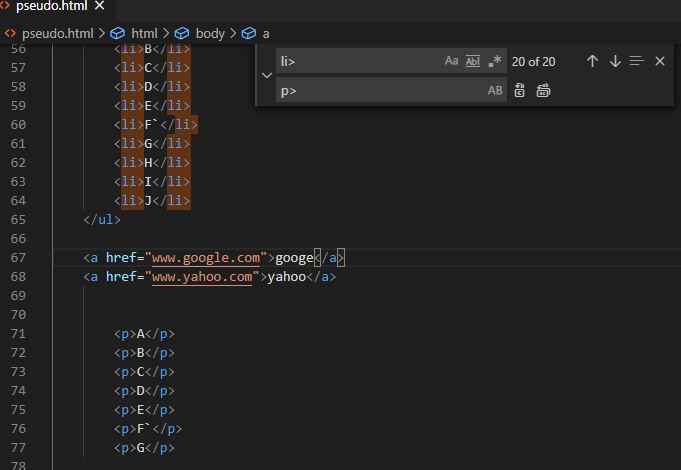 pseudo.html ×
pseudo.html > html > body > a
li> Aa Abl .* 20 of 20
p> AB
56 <li>B</li>
57 <li>C</li>
58 <li>D</li>
59 <li>E</li>
60 <li>F`</li>
61 <li>G</li>
62 <li>H</li>
63 <li>I</li>
64 <li>J</li>
65 </ul>
66
67 <a href="www.google.com">googe</a>
68 <a href="www.yahoo.com">yahoo</a>
69
70
71 <p>A</p>
72 <p>B</p>
73 <p>C</p>
74 <p>D</p>
75 <p>E</p>
76 <p>F`</p>
77 <p>G</p>
78